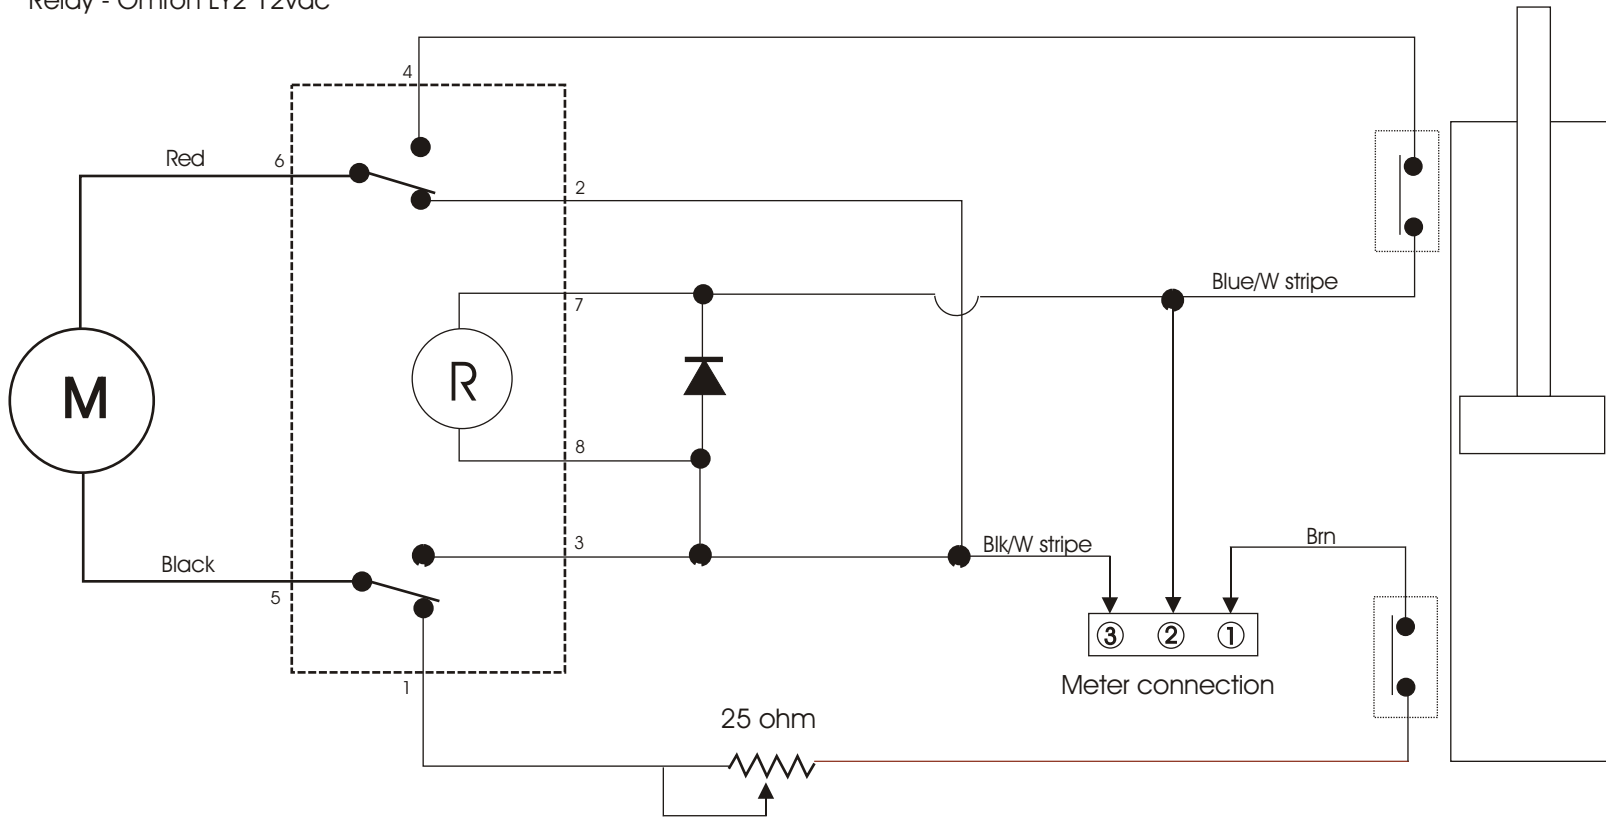 Relay - Omron LY2 12vdc
4
Red
6
2
Blue/W stripe
7
M
R
8
3
Blk/W stripe
Brn
Black
5
3 2 1
1
Meter connection
25 ohm